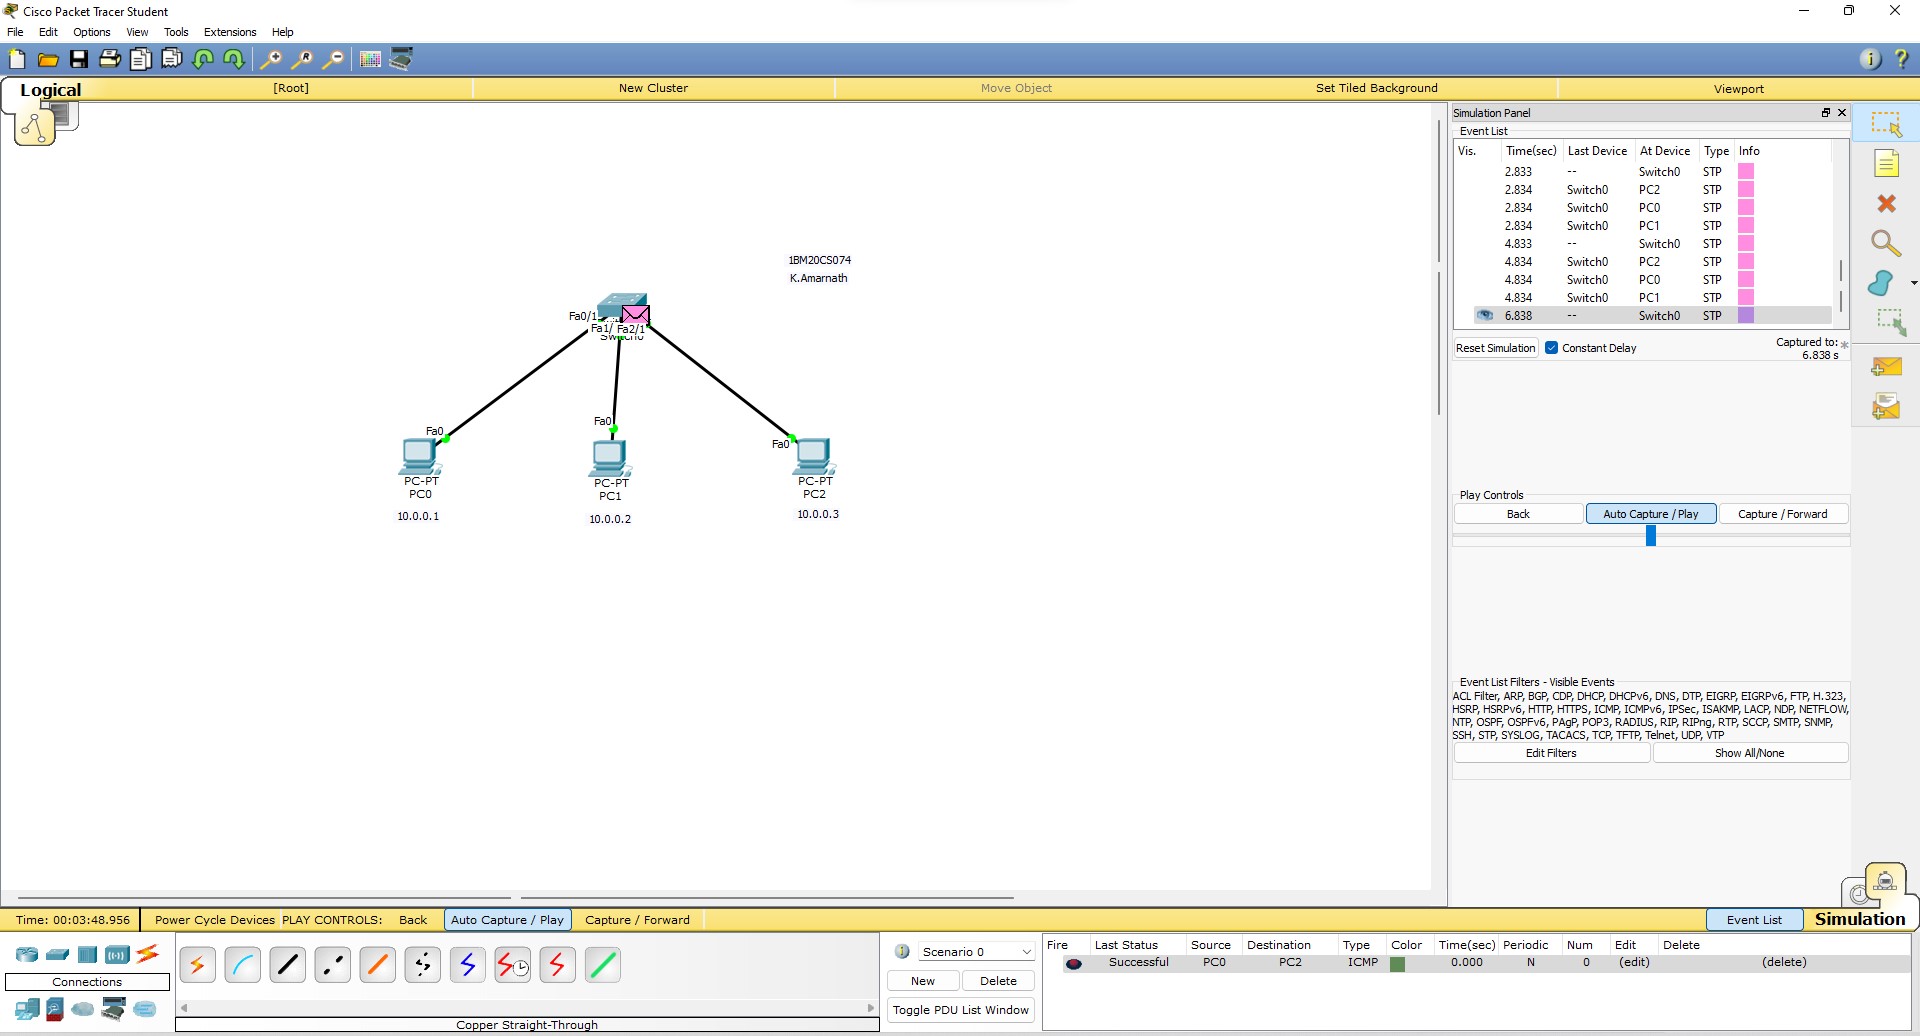 Cisco Packet Tracer Student
File Edit Options View Tools Extensions Help
Logical [Root] New Cluster Move Object Set Tiled Background Viewport
1BM20CS074
K.Amarnath
Fa0/1
Fa1/ Fa2/1
Switch0
Fa0
Fa0
Fa0
PC-PT
PC0
10.0.0.1
PC-PT
PC1
10.0.0.2
PC-PT
PC2
10.0.0.3
Simulation Panel
Event List
Vis. Time(sec) Last Device At Device Type Info
2.833 -- Switch0 STP
2.834 Switch0 PC2 STP
2.834 Switch0 PC0 STP
2.834 Switch0 PC1 STP
4.833 -- Switch0 STP
4.834 Switch0 PC2 STP
4.834 Switch0 PC0 STP
4.834 Switch0 PC1 STP
6.838 -- Switch0 STP
Reset Simulation Constant Delay Captured to: *
6.838 s
Play Controls
Back Auto Capture / Play Capture / Forward
Event List Filters - Visible Events
ACL Filter, ARP, BGP, CDP, DHCP, DHCPv6, DNS, DTP, EIGRP, EIGRPv6, FTP, H.323,
HSRP, HSRPv6, HTTP, HTTPS, ICMP, ICMPv6, IPSec, ISAKMP, LACP, NDP, NETFLOW,
NTP, OSPF, OSPFv6, PAgP, POP3, RADIUS, RIP, RIPng, RTP, SCCP, SMTP, SNMP,
SSH, STP, SYSLOG, TACACS, TCP, TFTP, Telnet, UDP, VTP
Edit Filters Show All/None
Time: 00:03:48.956 Power Cycle Devices PLAY CONTROLS: Back Auto Capture / Play Capture / Forward Event List Simulation
Connections
Copper Straight-Through
Scenario 0
New Delete
Toggle PDU List Window
Fire Last Status Source Destination Type Color Time(sec) Periodic Num Edit Delete
Successful PC0 PC2 ICMP 0.000 N 0 (edit) (delete)